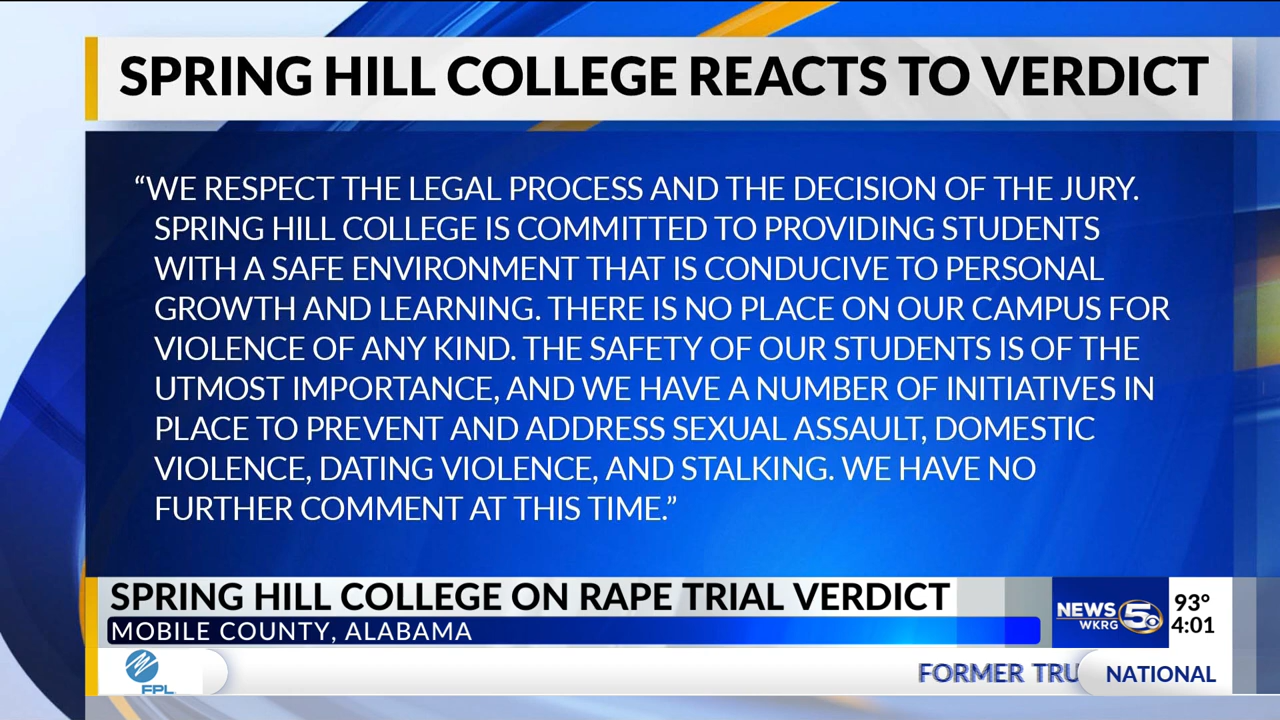 SPRING HILL COLLEGE REACTS TO VERDICT
“WE RESPECT THE LEGAL PROCESS AND THE DECISION OF THE JURY.
SPRING HILL COLLEGE IS COMMITTED TO PROVIDING STUDENTS
WITH A SAFE ENVIRONMENT THAT IS CONDUCIVE TO PERSONAL
GROWTH AND LEARNING. THERE IS NO PLACE ON OUR CAMPUS FOR
VIOLENCE OF ANY KIND. THE SAFETY OF OUR STUDENTS IS OF THE
UTMOST IMPORTANCE, AND WE HAVE A NUMBER OF INITIATIVES IN
PLACE TO PREVENT AND ADDRESS SEXUAL ASSAULT, DOMESTIC
VIOLENCE, DATING VIOLENCE, AND STALKING. WE HAVE NO
FURTHER COMMENT AT THIS TIME.”
SPRING HILL COLLEGE ON RAPE TRIAL VERDICT
MOBILE COUNTY, ALABAMA
NEWS 5
WKRG
93°
4:01
FPL
FORMER TRU
NATIONAL